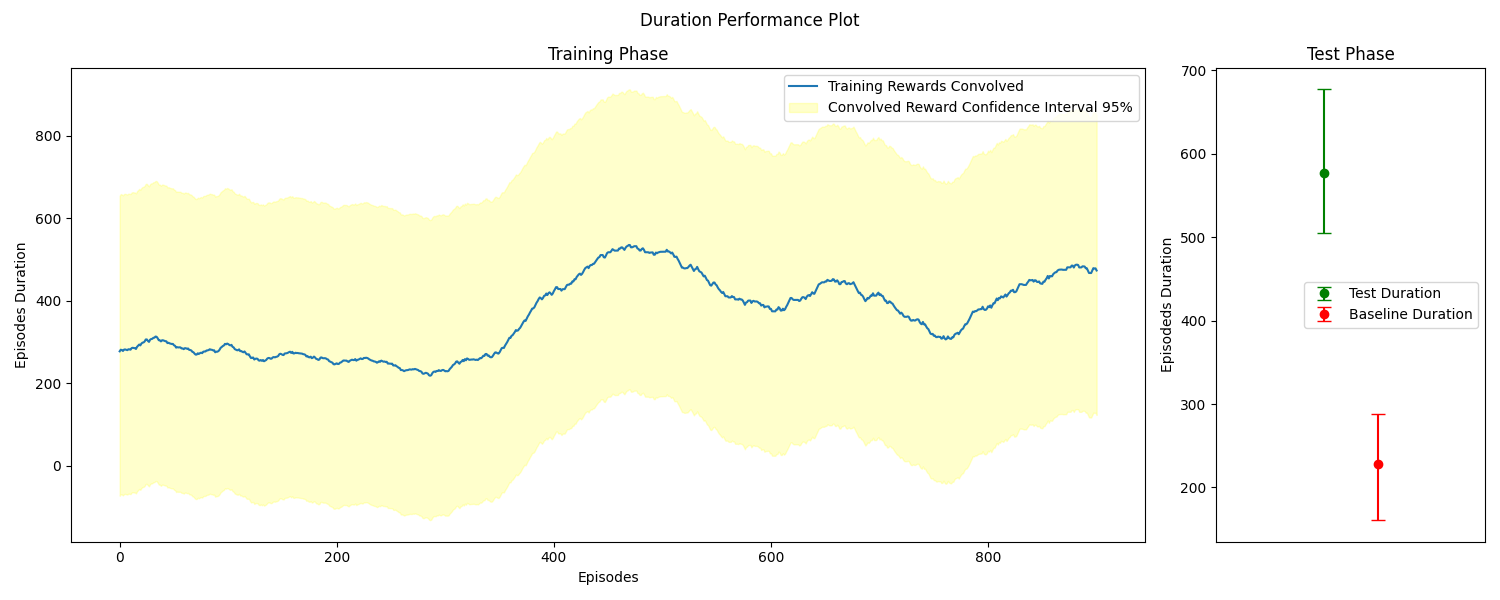 Duration Performance Plot
Training Phase
Training Rewards Convolved
Convolved Reward Confidence Interval 95%
Episodes Duration
800
600
400
200
0
0
200
400
600
800
Episodes
Test Phase
Episodeds Duration
700
600
500
400
300
200
Test Duration
Baseline Duration